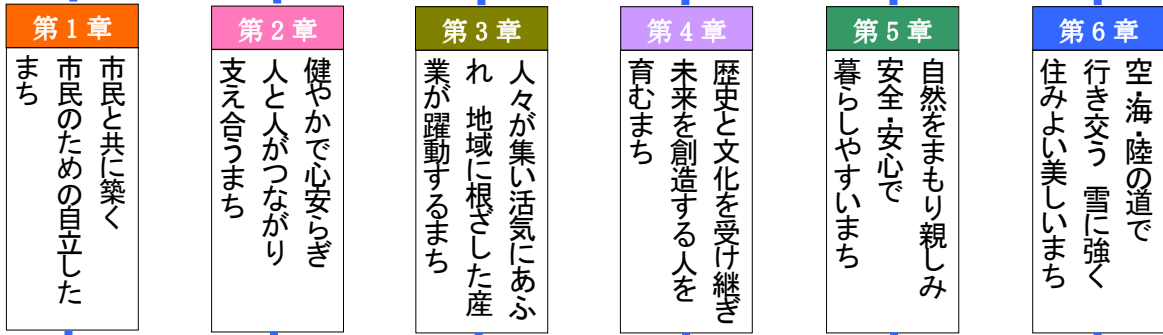 第1章
市民と共に築く
市民のための自立した
まち
第2章
健やかで心安らぎ
人と人がつながり
支え合うまち
第3章
人々が集い活気にあふ
れ 地域に根ざした産
業が躍動するまち
第4章
歴史と文化を受け継ぎ
未来を創造する人を
育むまち
第5章
自然をまもり親しみ
安全・安心で
暮らしやすいまち
第6章
空・海・陸の道で
行き交う 雪に強く
住みよい美しいまち